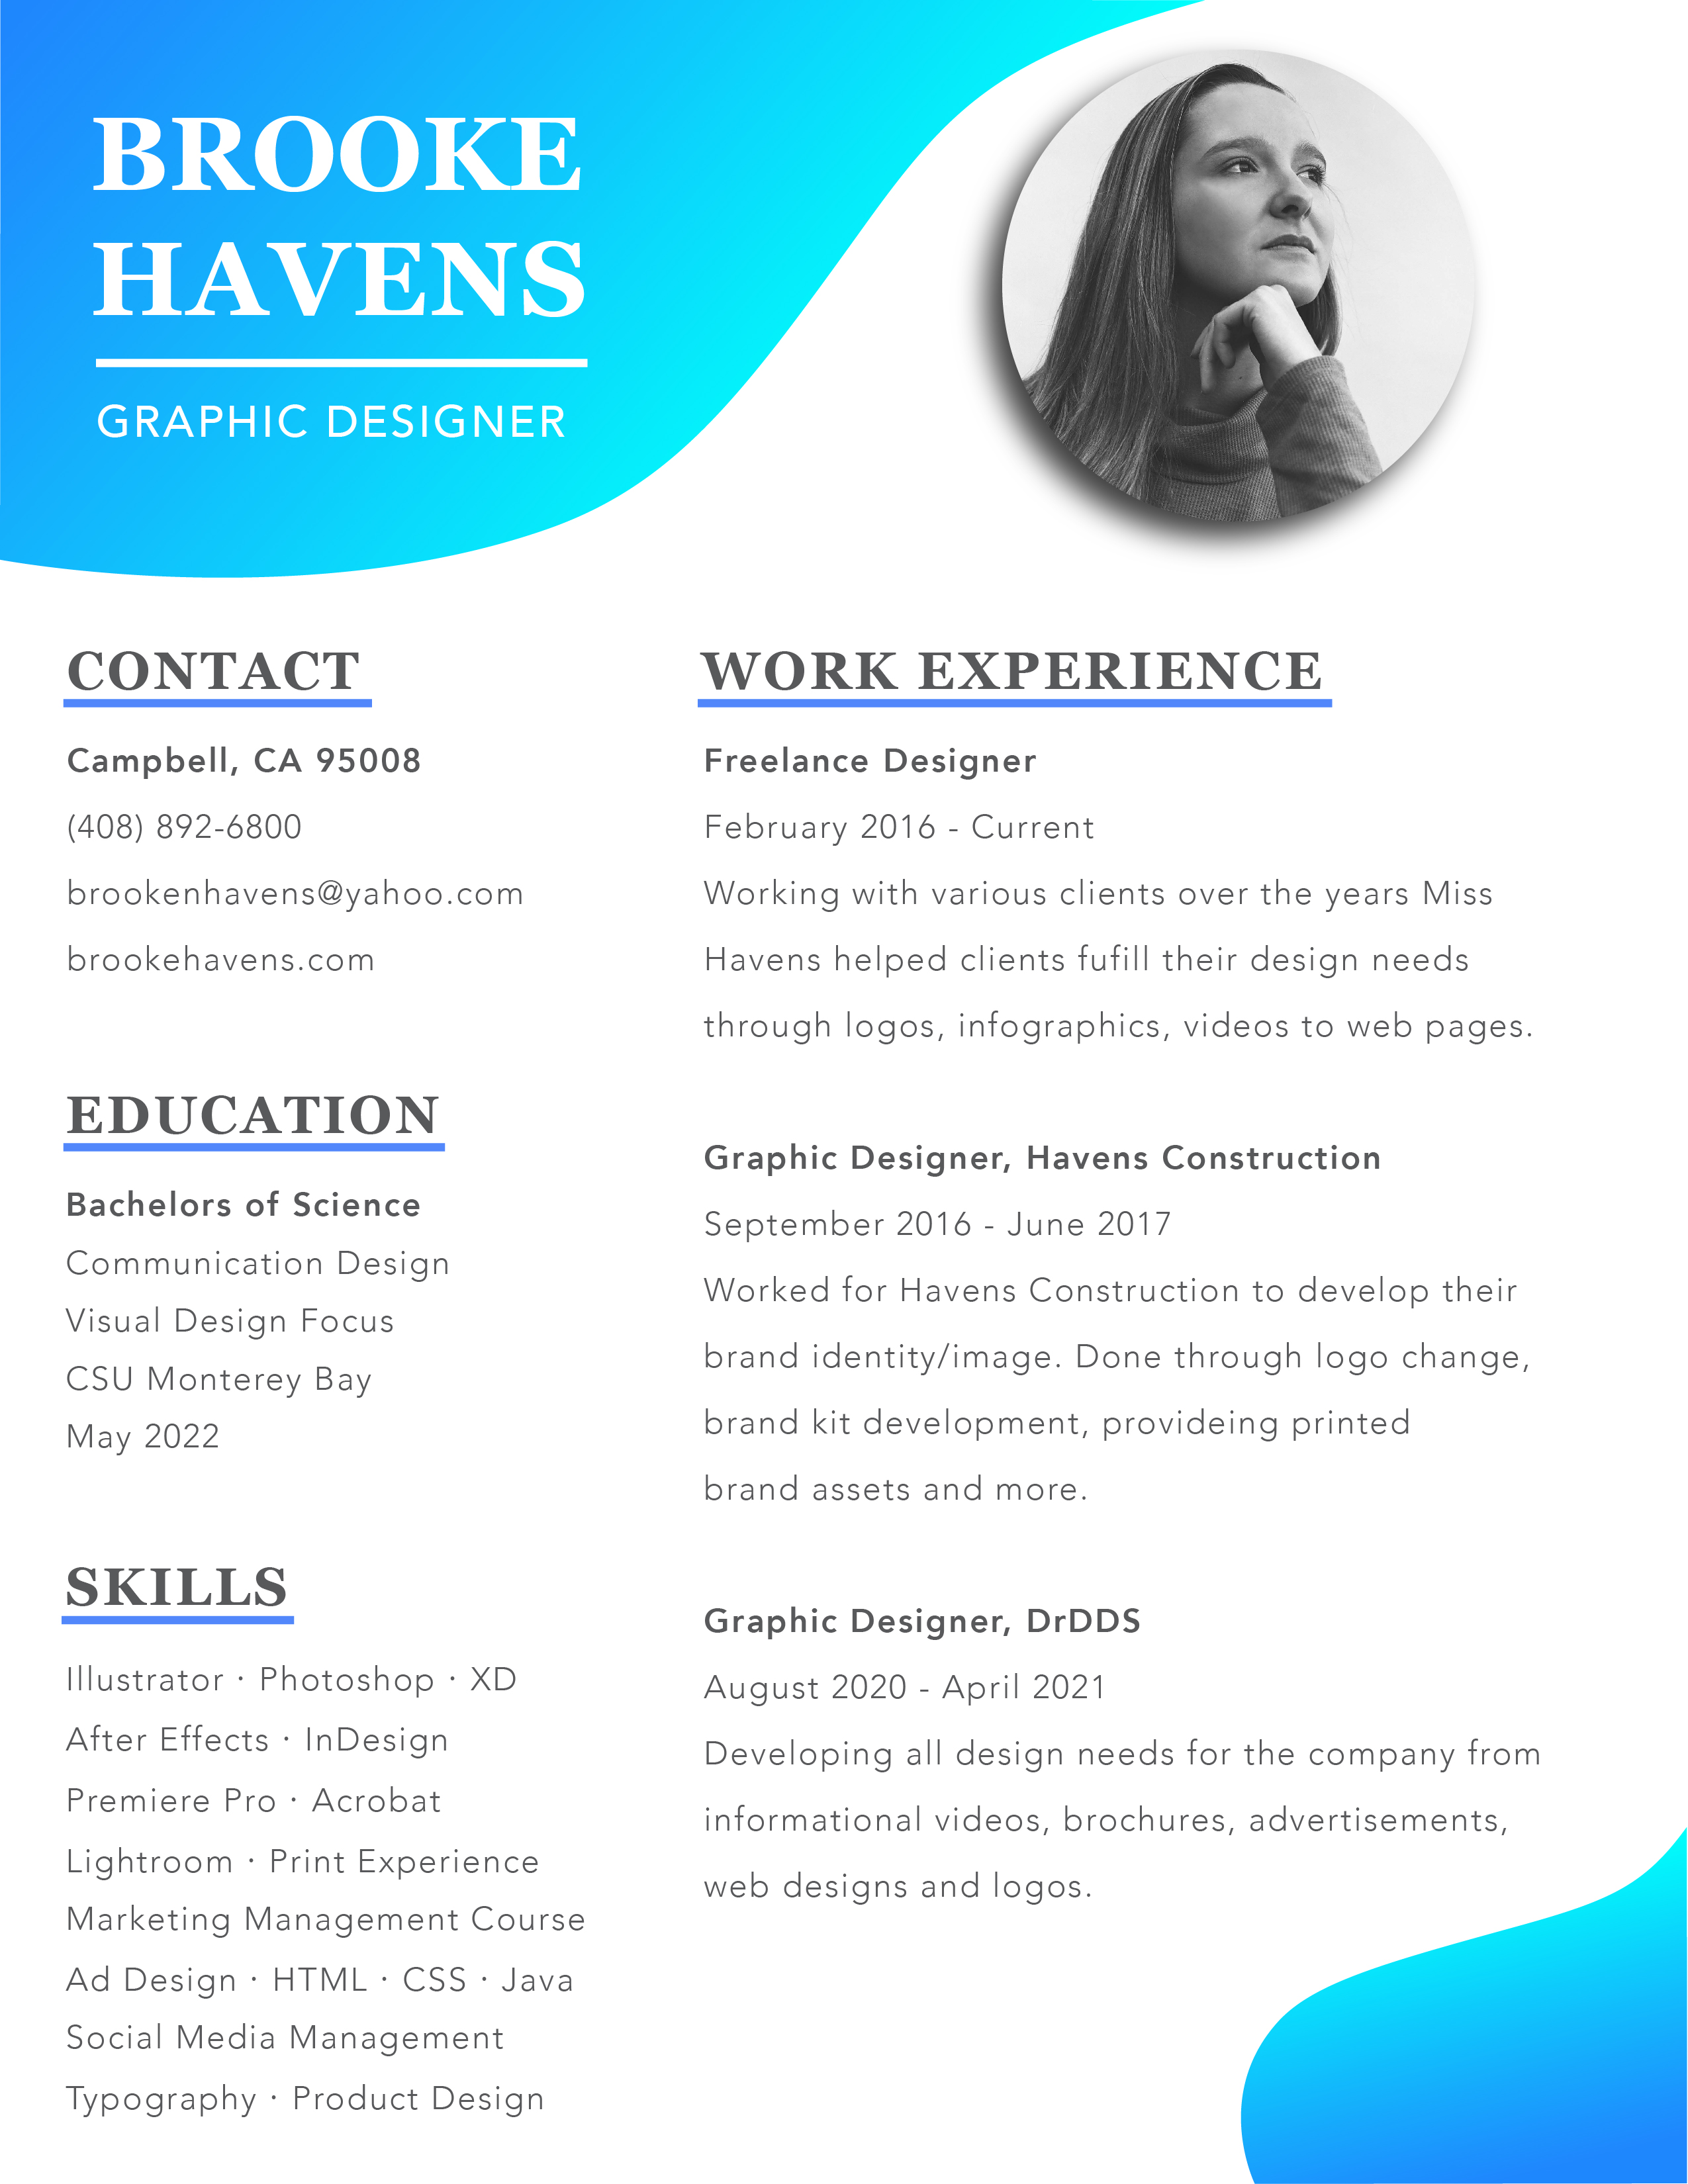 BROOKE
HAVENS
GRAPHIC DESIGNER
CONTACT
Campbell, CA 95008
(408) 892-6800
brookenhavens@yahoo.com
brookehavens.com
EDUCATION
Bachelors of Science
Communication Design
Visual Design Focus
CSU Monterey Bay
May 2022
SKILLS
Illustrator · Photoshop · XD
After Effects · InDesign
Premiere Pro · Acrobat
Lightroom · Print Experience
Marketing Management Course
Ad Design · HTML · CSS · Java
Social Media Management
Typography · Product Design
WORK EXPERIENCE
Freelance Designer
February 2016 - Current
Working with various clients over the years Miss
Havens helped clients fufill their design needs
through logos, infographics, videos to web pages.
Graphic Designer, Havens Construction
September 2016 - June 2017
Worked for Havens Construction to develop their
brand identity/image. Done through logo change,
brand kit development, provideing printed
brand assets and more.
Graphic Designer, DrDDS
August 2020 - April 2021
Developing all design needs for the company from
informational videos, brochures, advertisements,
web designs and logos.